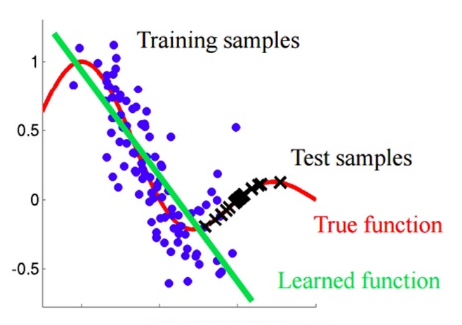 Training samples
1
0.5
Test samples
0
True function
-0.5
Learned function